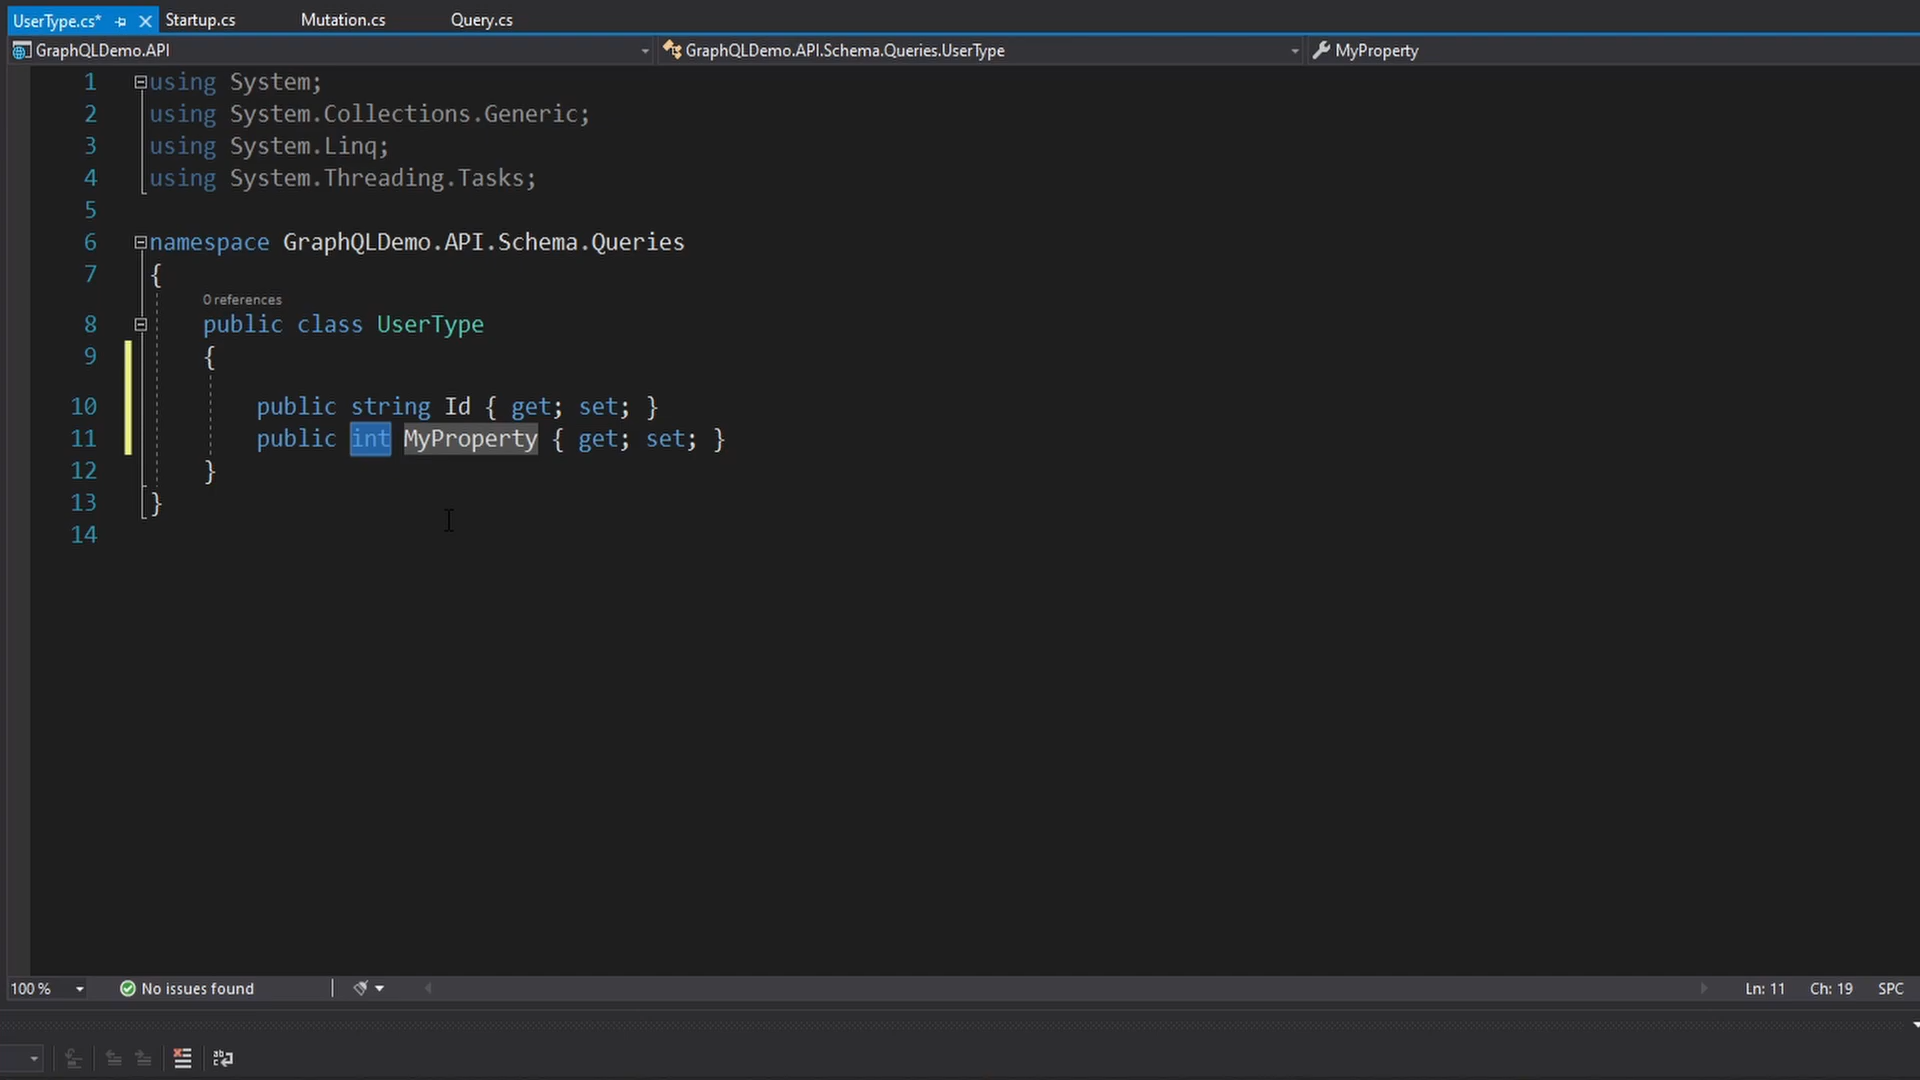 UserType.cs* Startup.cs Mutation.cs Query.cs
GraphQLDemo.API GraphQLDemo.API.Schema.Queries.UserType MyProperty
1 using System;
2 using System.Collections.Generic;
3 using System.Linq;
4 using System.Threading.Tasks;
5
6 namespace GraphQLDemo.API.Schema.Queries
7 {
0 references
8 public class UserType
9 {
10 public string Id { get; set; }
11 public int MyProperty { get; set; }
12 }
13 }
14
100 % No issues found Ln: 11 Ch: 19 SPC